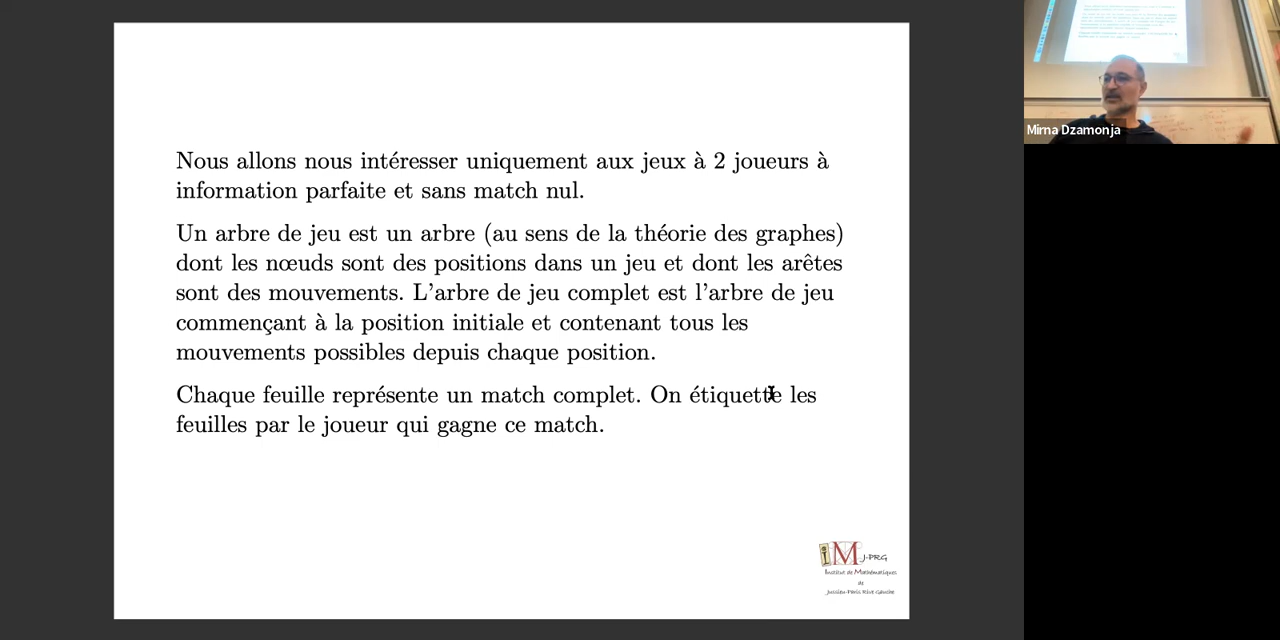 Nous allons nous intéresser uniquement aux jeux à 2 joueurs à
information parfaite et sans match nul.
Un arbre de jeu est un arbre (au sens de la théorie des graphes)
dont les nœuds sont des positions dans un jeu et dont les arêtes
sont des mouvements. L'arbre de jeu complet est l'arbre de jeu
commençant à la position initiale et contenant tous les
mouvements possibles depuis chaque position.
Chaque feuille représente un match complet. On étiquette les
feuilles par le joueur qui gagne ce match.
iMJ-PRG
Institut de Mathématiques
de
Jussieu-Paris Rive Gauche
Mirna Dzamonja